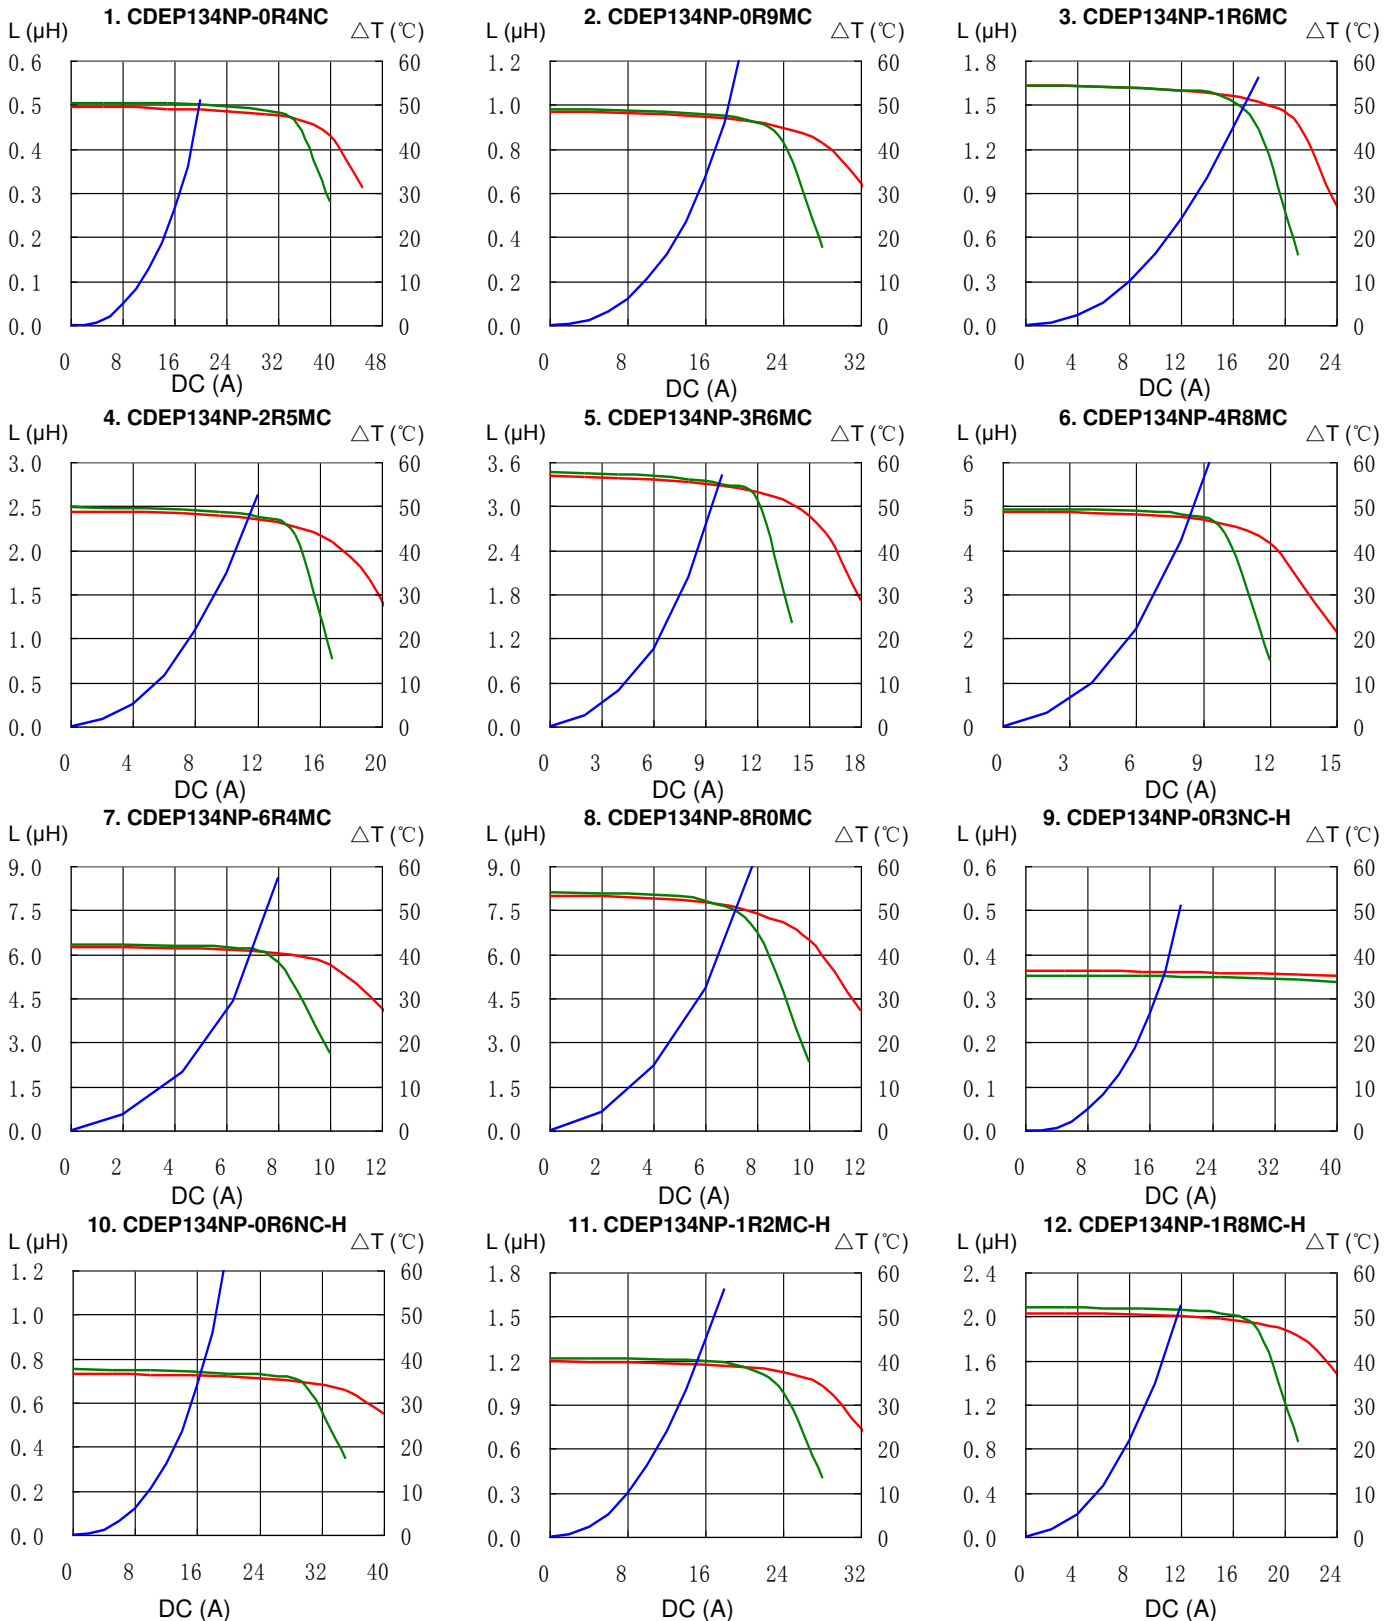 1. CDEP134NP-0R4NC
L (µH) △T (℃)
0.6 60
0.5 50
0.4 40
0.3 30
0.2 20
0.1 10
0.0 0
0 8 16 24 32 40 48
DC (A)
2. CDEP134NP-0R9MC
L (µH) △T (℃)
1.2 60
1.0 50
0.8 40
0.6 30
0.4 20
0.2 10
0.0 0
0 8 16 24 32
DC (A)
3. CDEP134NP-1R6MC
L (µH) △T (℃)
1.8 60
1.5 50
1.2 40
0.9 30
0.6 20
0.3 10
0.0 0
0 4 8 12 16 20 24
DC (A)
4. CDEP134NP-2R5MC
L (µH) △T (℃)
3.0 60
2.5 50
2.0 40
1.5 30
1.0 20
0.5 10
0.0 0
0 4 8 12 16 20
DC (A)
5. CDEP134NP-3R6MC
L (µH) △T (℃)
3.6 60
3.0 50
2.4 40
1.8 30
1.2 20
0.6 10
0.0 0
0 3 6 9 12 15 18
DC (A)
6. CDEP134NP-4R8MC
L (µH) △T (℃)
6 60
5 50
4 40
3 30
2 20
1 10
0 0
0 3 6 9 12 15
DC (A)
7. CDEP134NP-6R4MC
L (µH) △T (℃)
9.0 60
7.5 50
6.0 40
4.5 30
3.0 20
1.5 10
0.0 0
0 2 4 6 8 10 12
DC (A)
8. CDEP134NP-8R0MC
L (µH) △T (℃)
9.0 60
7.5 50
6.0 40
4.5 30
3.0 20
1.5 10
0.0 0
0 2 4 6 8 10 12
DC (A)
9. CDEP134NP-0R3NC-H
L (µH) △T (℃)
0.6 60
0.5 50
0.4 40
0.3 30
0.2 20
0.1 10
0.0 0
0 8 16 24 32 40
DC (A)
10. CDEP134NP-0R6NC-H
L (µH) △T (℃)
1.2 60
1.0 50
0.8 40
0.6 30
0.4 20
0.2 10
0.0 0
0 8 16 24 32 40
DC (A)
11. CDEP134NP-1R2MC-H
L (µH) △T (℃)
1.8 60
1.5 50
1.2 40
0.9 30
0.6 20
0.3 10
0.0 0
0 8 16 24 32
DC (A)
12. CDEP134NP-1R8MC-H
L (µH) △T (℃)
2.4 60
2.0 50
1.6 40
1.2 30
0.8 20
0.4 10
0.0 0
0 4 8 12 16 20 24
DC (A)